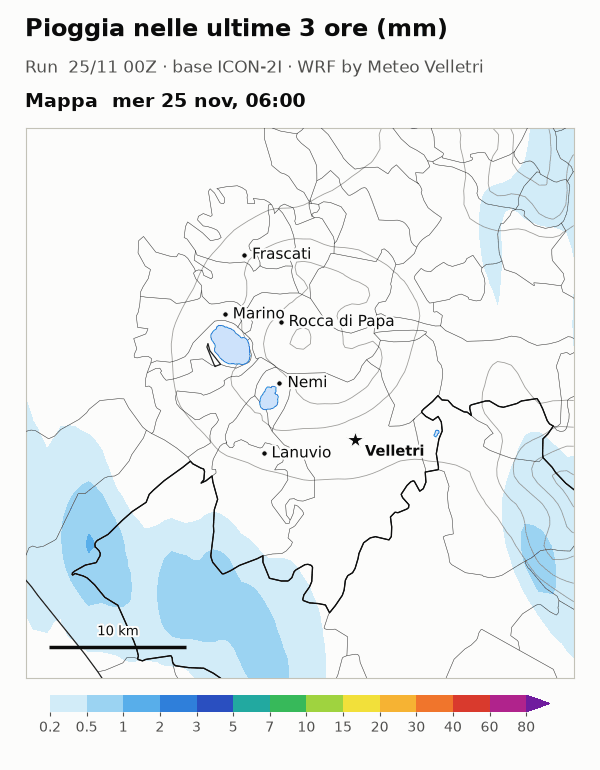 Pioggia nelle ultime 3 ore (mm)
Run 25/11 00Z · base ICON-2I · WRF by Meteo Velletri
Mappa mer 25 nov, 06:00
Frascati
Marino
Rocca di Papa
Nemi
Velletri
Lanuvio
10 km
0.2 0.5 1 2 3 5 7 10 15 20 30 40 60 80